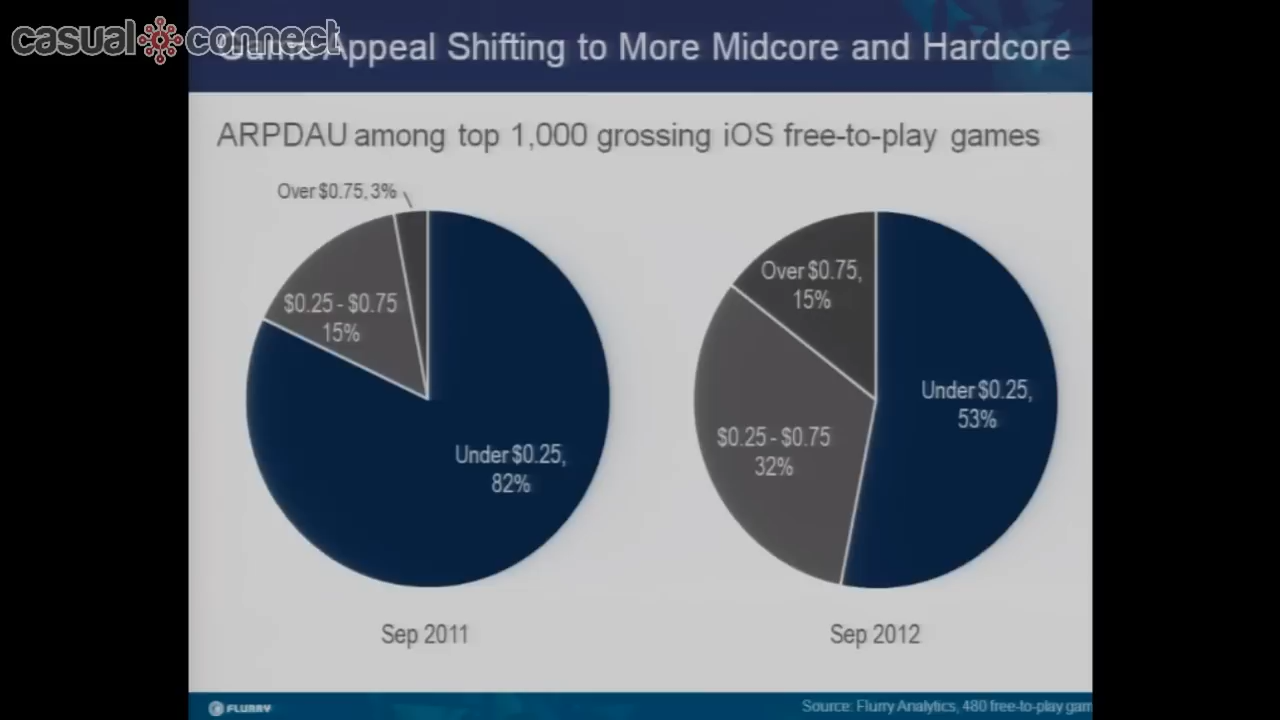 casual connect
Game Appeal Shifting to More Midcore and Hardcore
ARPDAU among top 1,000 grossing iOS free-to-play games
Over $0.75, 3%
$0.25 - $0.75
15%
Under $0.25,
82%
Sep 2011
Over $0.75,
15%
Under $0.25,
53%
$0.25 - $0.75
32%
Sep 2012
FLURRY
Source: Flurry Analytics, 480 free-to-play gam